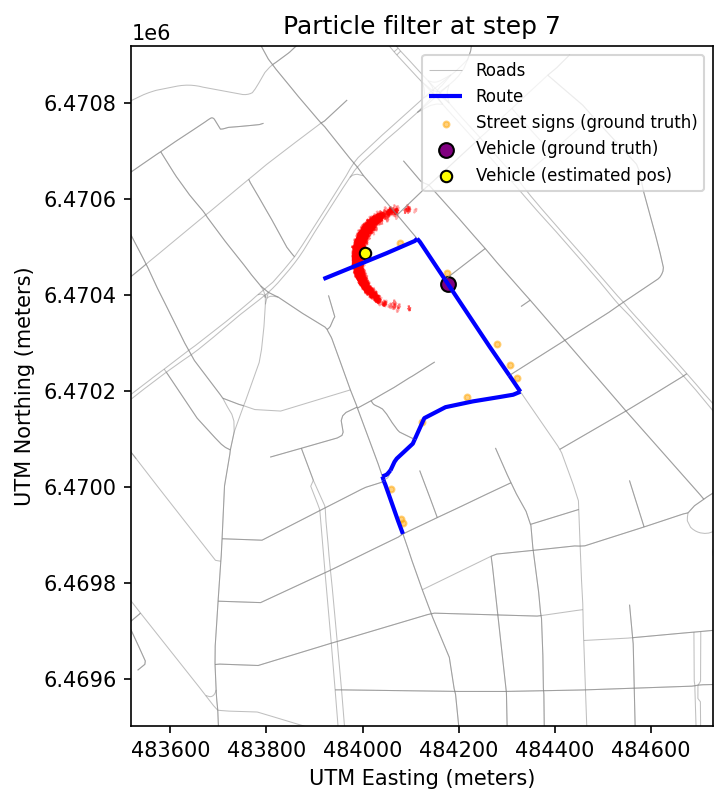 Particle filter at step 7
1e6
Roads
Route
Street signs (ground truth)
Vehicle (ground truth)
Vehicle (estimated pos)
6.4708
6.4706
6.4704
6.4702
6.4700
6.4698
6.4696
UTM Northing (meters)
483600 483800 484000 484200 484400 484600
UTM Easting (meters)